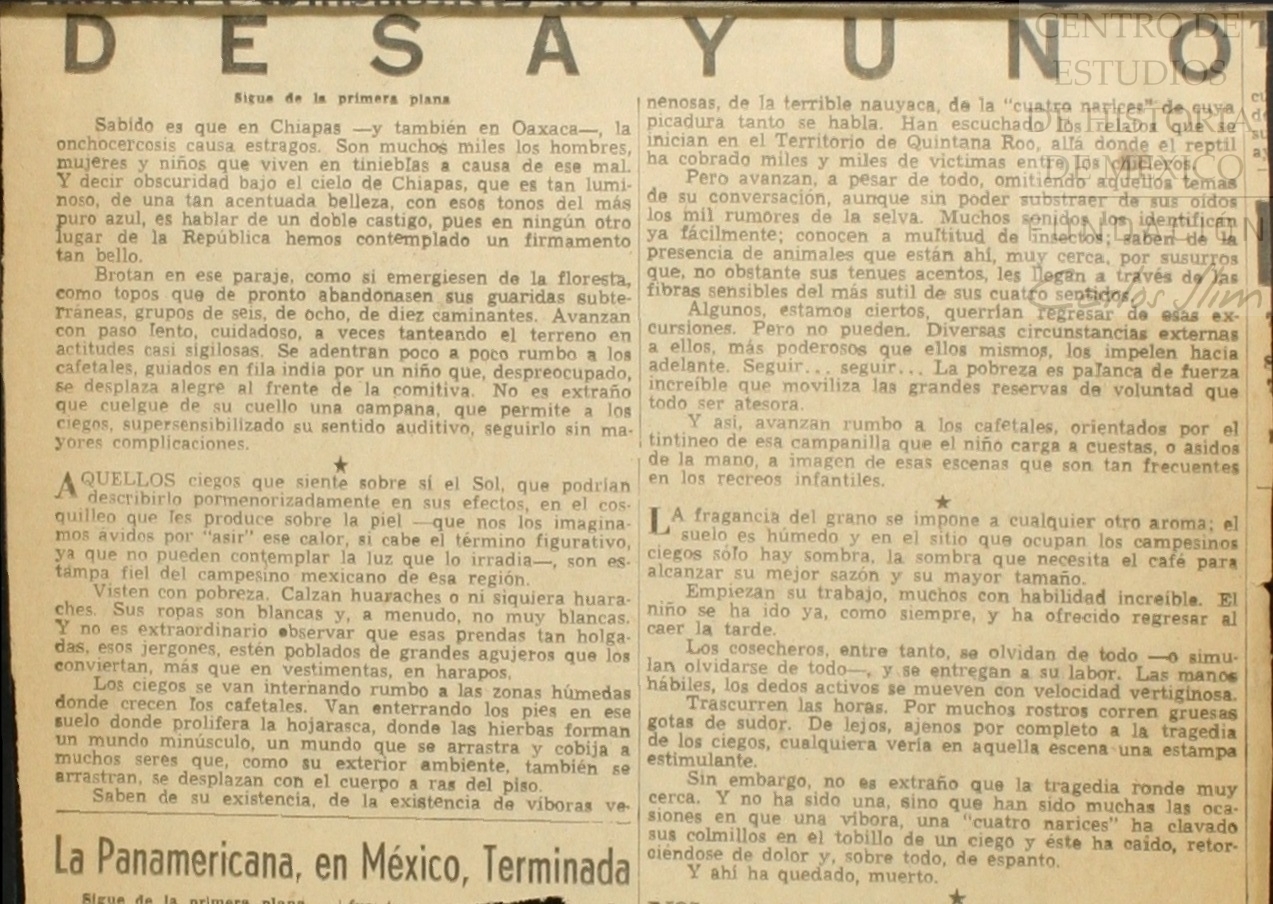 DESAYUNO
Sigue de la primera plana
Sabido es que en Chiapas —y también en Oaxaca—, la
onchocercosis causa estragos. Son muchos miles los hombres,
mujeres y niños que viven en tinieblas a causa de ese mal.
Y decir obscuridad bajo el cielo de Chiapas, que es tan lumi-
noso, de una tan acentuada belleza, con esos tonos del más
puro azul, es hablar de un doble castigo, pues en ningún otro
lugar de la República hemos contemplado un firmamento
tan bello.
Brotan en ese paraje, como si emergiesen de la floresta,
como topos que de pronto abandonasen sus guaridas subte-
rráneas, grupos de seis, de ocho, de diez caminantes. Avanzan
con paso lento, cuidadoso, a veces tanteando el terreno en
actitudes casi sigilosas. Se adentran poco a poco rumbo a los
cafetales, guiados en fila india por un niño que, despreocupado,
se desplaza alegre al frente de la comitiva. No es extraño
que cuelgue de su cuello una campana, que permite a los
ciegos, supersensibilizado su sentido auditivo, seguirlo sin ma-
yores complicaciones.
★
AQUELLOS ciegos que siente sobre sí el Sol, que podrían
describirlo pormenorizadamente en sus efectos, en el cos-
quilleo que les produce sobre la piel —que nos los imagina-
mos ávidos por "asir" ese calor, si cabe el término figurativo,
ya que no pueden contemplar la luz que lo irradia—, son es-
tampa fiel del campesino mexicano de esa región.
Visten con pobreza. Calzan huaraches o ni siquiera huara-
ches. Sus ropas son blancas y, a menudo, no muy blancas.
Y no es extraordinario observar que esas prendas tan holga-
das, esos jergones, estén poblados de grandes agujeros que los
conviertan, más que en vestimentas, en harapos.
Los ciegos se van internando rumbo a las zonas húmedas
donde crecen los cafetales. Van enterrando los pies en ese
suelo donde prolifera la hojarasca, donde las hierbas forman
un mundo minúsculo, un mundo que se arrastra y cobija a
muchos seres que, como su exterior ambiente, también se
arrastran, se desplazan con el cuerpo a ras del piso.
Saben de su existencia, de la existencia de víboras ve-
nenosas, de la terrible nauyaca, de la "cuatro narices" de cuya
picadura tanto se habla. Han escuchado los relatos que se
inician en el Territorio de Quintana Roo, allá donde el reptil
ha cobrado miles y miles de víctimas entre los chicleros.
Pero avanzan, a pesar de todo, omitiendo aquellos temas
de su conversación, aunque sin poder substraer de sus oídos
los mil rumores de la selva. Muchos sonidos los identifican
ya fácilmente; conocen a multitud de insectos; saben de la
presencia de animales que están ahí, muy cerca, por susurros
que, no obstante sus tenues acentos, les llegan a través de las
fibras sensibles del más sutil de sus cuatro sentidos.
Algunos, estamos ciertos, querrían regresar de esas ex-
cursiones. Pero no pueden. Diversas circunstancias externas
a ellos, más poderosos que ellos mismos, los impelen hacia
adelante. Seguir... seguir... La pobreza es palanca de fuerza
increíble que moviliza las grandes reservas de voluntad que
todo ser atesora.
Y así, avanzan rumbo a los cafetales, orientados por el
tintineo de esa campanilla que el niño carga a cuestas, o asidos
de la mano, a imagen de esas escenas que son tan frecuentes
en los recreos infantiles.
★
LA fragancia del grano se impone a cualquier otro aroma; el
suelo es húmedo y en el sitio que ocupan los campesinos
ciegos sólo hay sombra, la sombra que necesita el café para
alcanzar su mejor sazón y su mayor tamaño.
Empiezan su trabajo, muchos con habilidad increíble. El
niño se ha ido ya, como siempre, y ha ofrecido regresar al
caer la tarde.
Los cosecheros, entre tanto, se olvidan de todo —o simu-
lan olvidarse de todo—, y se entregan a su labor. Las manos
hábiles, los dedos activos se mueven con velocidad vertiginosa.
Trascurren las horas. Por muchos rostros corren gruesas
gotas de sudor. De lejos, ajenos por completo a la tragedia
de los ciegos, cualquiera vería en aquella escena una estampa
estimulante.
Sin embargo, no es extraño que la tragedia ronde muy
cerca. Y no ha sido una, sino que han sido muchas las oca-
siones en que una víbora, una "cuatro narices" ha clavado
sus colmillos en el tobillo de un ciego y éste ha caído, retor-
ciéndose de dolor y, sobre todo, de espanto.
Y ahí ha quedado, muerto.
★
La Panamericana, en México, Terminada
Sigue de la primera plana
CENTRO DE
ESTUDIOS
DE HISTORIA
DE MÉXICO
FUNDACIÓN
Carlos Slim